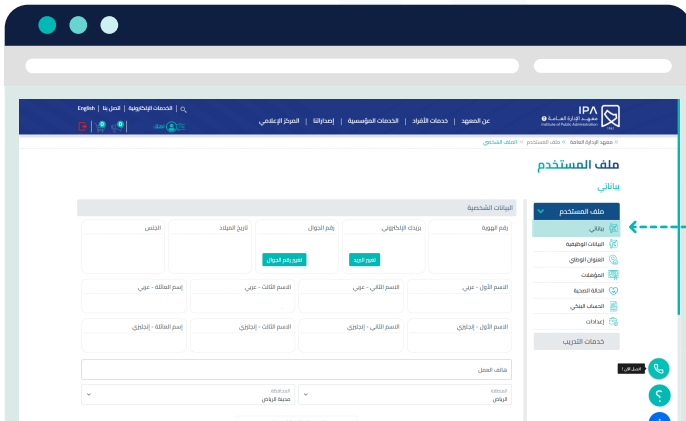 English | اتصل بنا | الخدمات الإلكترونية |
IPA
معهد الإدارة العامة
Institute of Public Administration
عن المعهد | خدمات الأفراد | الخدمات المؤسسية | إصداراتنا | المركز الإعلامي
0 0
معهد الإدارة العامة » ملف المستخدم » الملف الشخصي
ملف المستخدم
بياناتي
ملف المستخدم
بياناتي
البيانات الوظيفية
العنوان الوطني
المؤهلات
الحالة الصحية
الحساب البنكي
إعدادات
خدمات التدريب
البيانات الشخصية
رقم الهوية
بريدك الإلكتروني
رقم الجوال
تاريخ الميلاد
الجنس
تغيير البريد
تغيير رقم الجوال
الاسم الأول - عربي
الاسم الثاني - عربي
الاسم الثالث - عربي
إسم العائلة - عربي
الاسم الأول - إنجليزي
الاسم الثاني - إنجليزي
الاسم الثالث - إنجليزي
إسم العائلة - إنجليزي
هاتف العمل
المنطقة
الرياض
المحافظة
مدينة الرياض
اتصل الآن !
؟